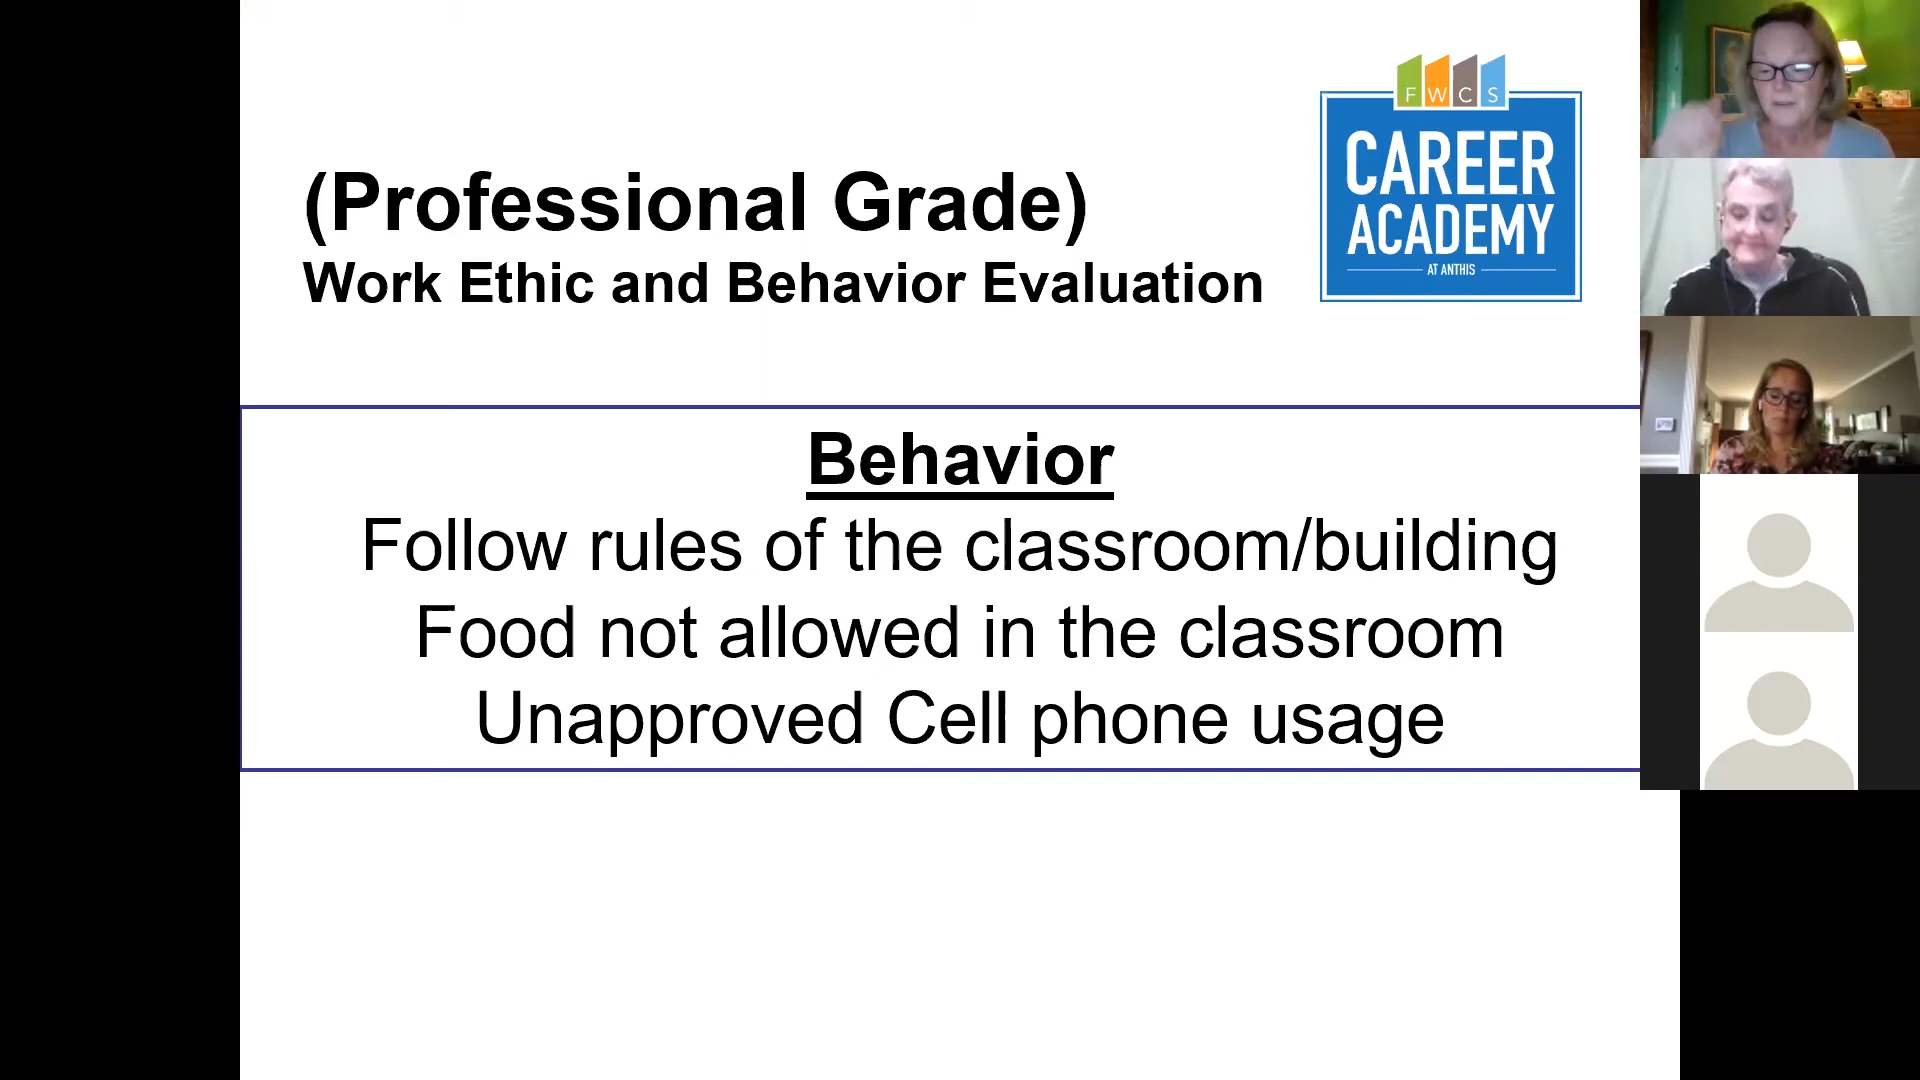 (Professional Grade)
Work Ethic and Behavior Evaluation
F W C S
CAREER
ACADEMY
AT ANTHIS
Behavior
Follow rules of the classroom/building
Food not allowed in the classroom
Unapproved Cell phone usage